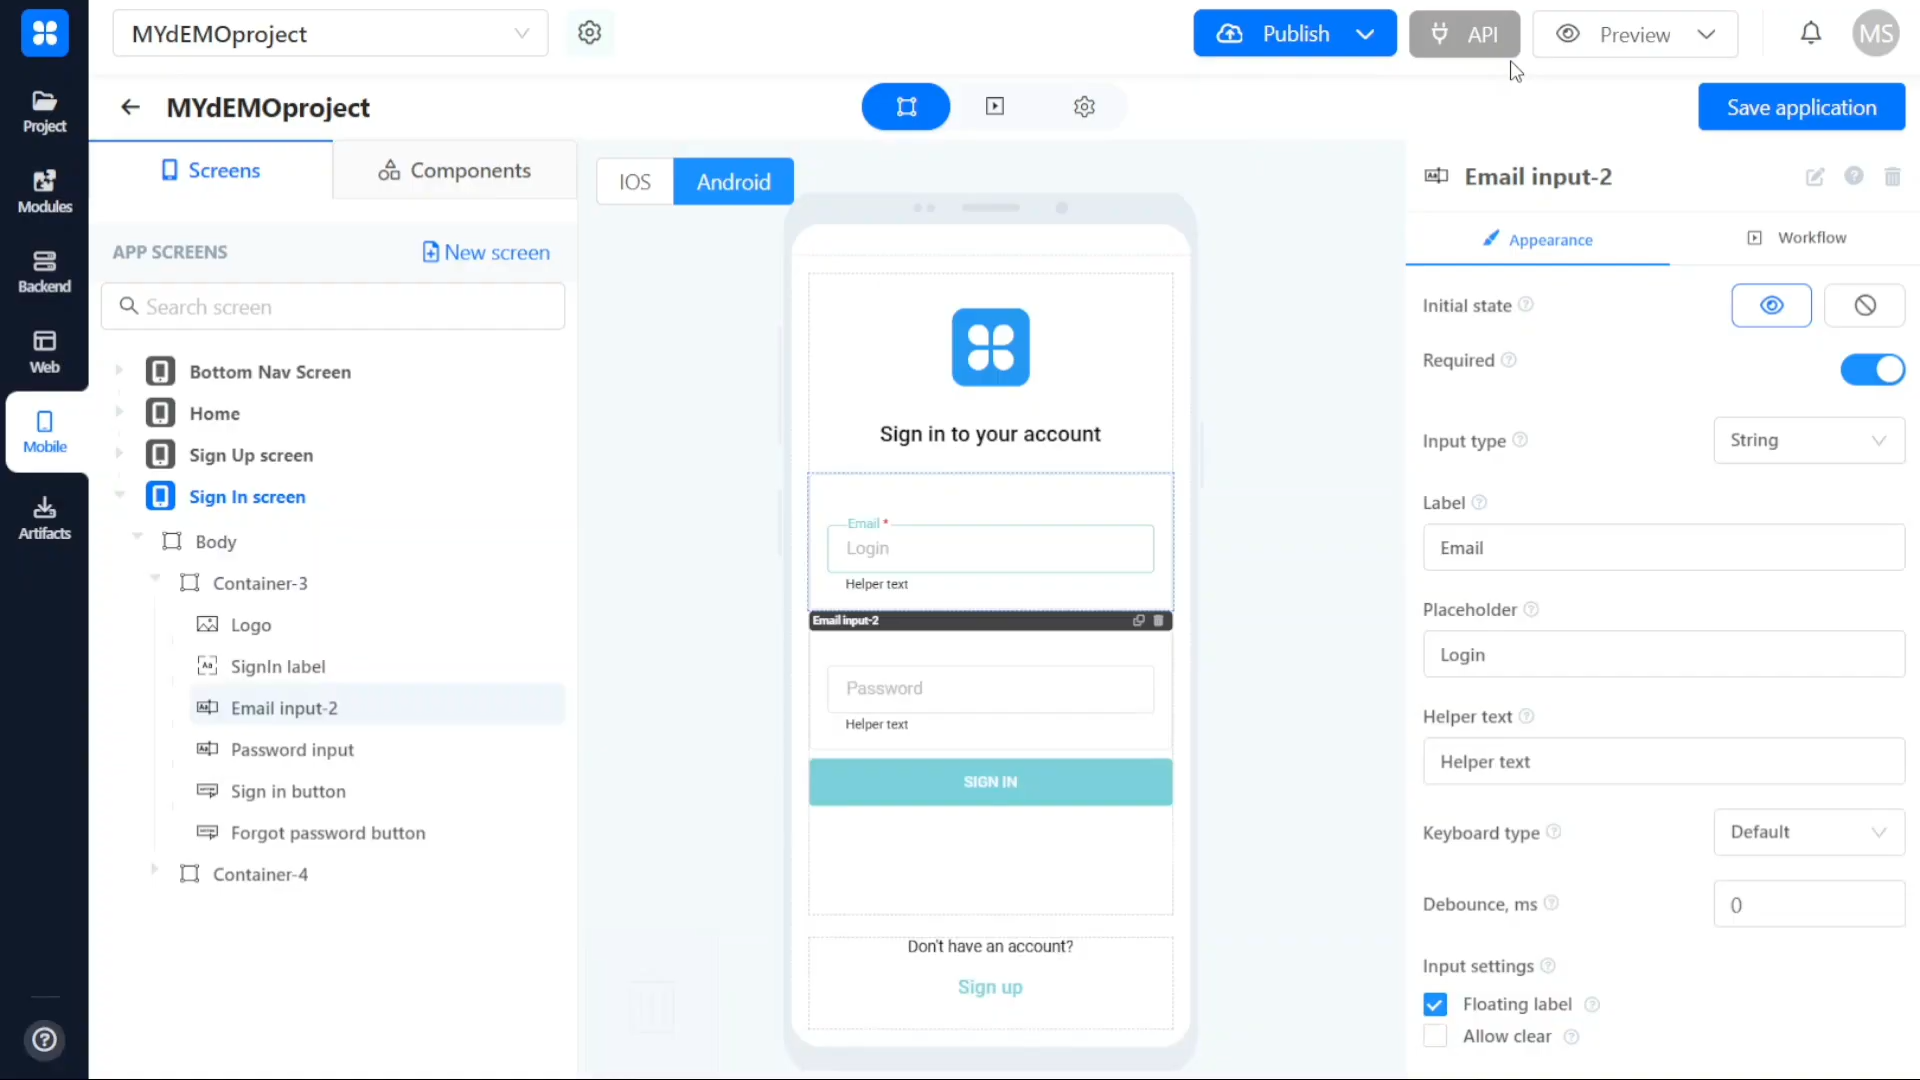 MYdEMOproject
Publish
API
Preview
MS
Project
Modules
Backend
Web
Mobile
Artifacts
MYdEMOproject
Save application
Screens
Components
APP SCREENS
New screen
Search screen
Bottom Nav Screen
Home
Sign Up screen
Sign In screen
Body
Container-3
Logo
SignIn label
Email input-2
Password input
Sign in button
Forgot password button
Container-4
IOS
Android
Sign in to your account
Email *
Login
Helper text
Email input-2
Password
Helper text
SIGN IN
Don't have an account?
Sign up
Email input-2
Appearance
Workflow
Initial state
Required
Input type
String
Label
Email
Placeholder
Login
Helper text
Helper text
Keyboard type
Default
Debounce, ms
0
Input settings
Floating label
Allow clear